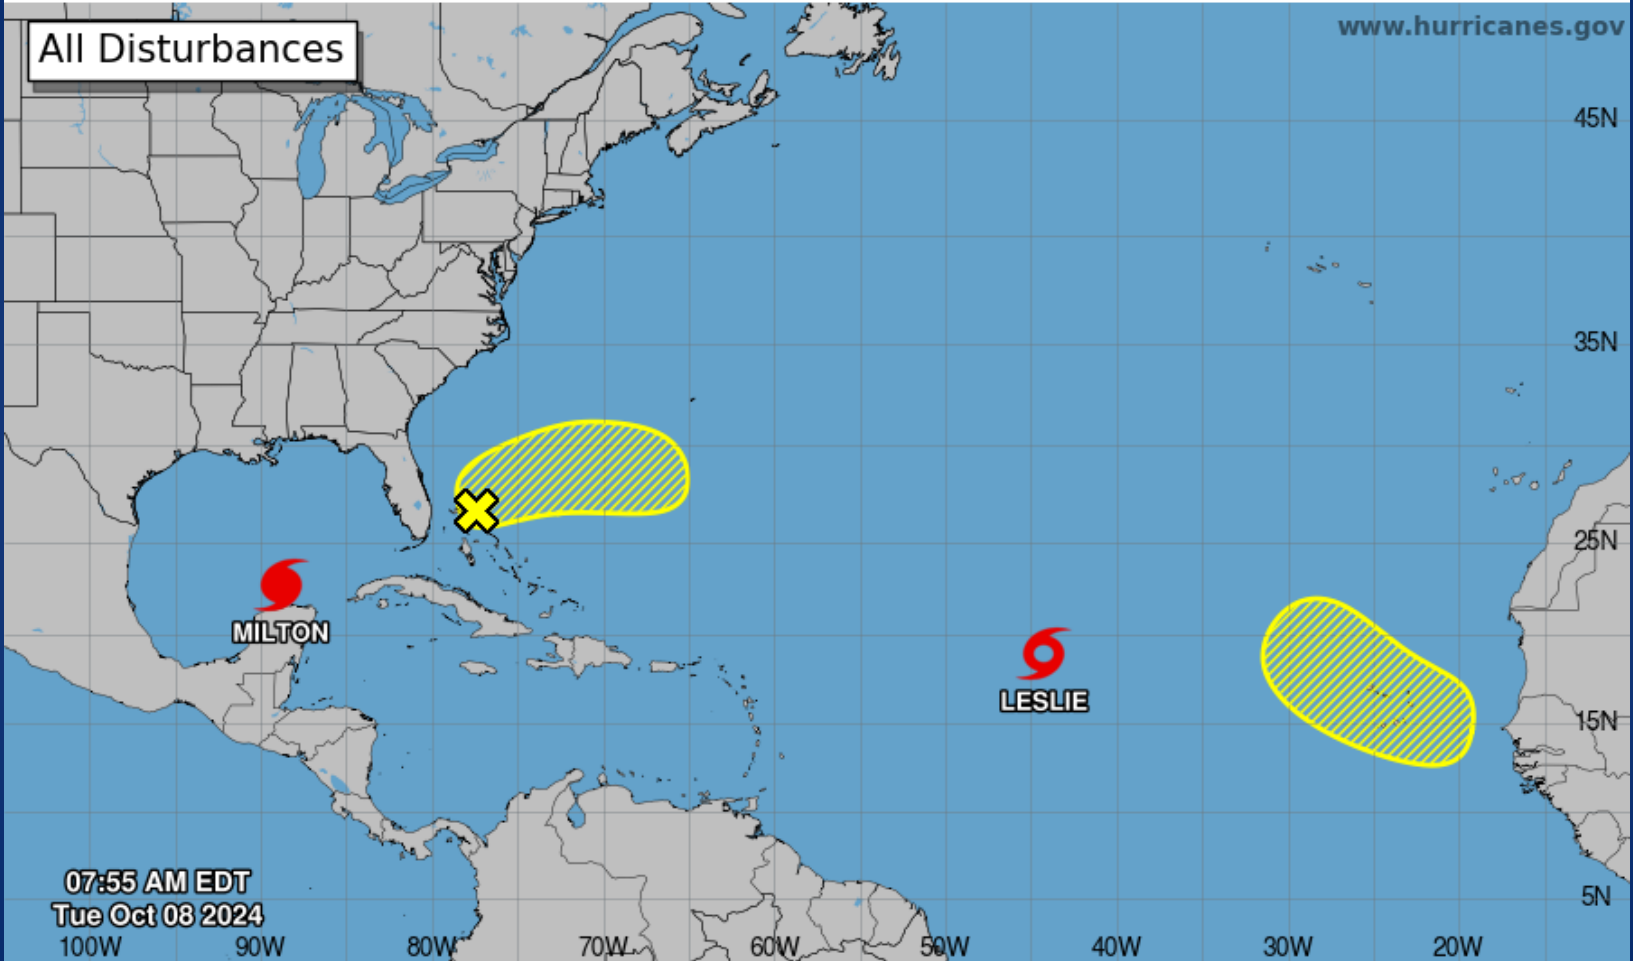 www.hurricanes.gov
All Disturbances
45N
35N
25N
MILTON
LESLIE
15N
07:55 AM EDT
Tue Oct 08 2024
5N
100W 90W 80W 70W 60W 50W 40W 30W 20W